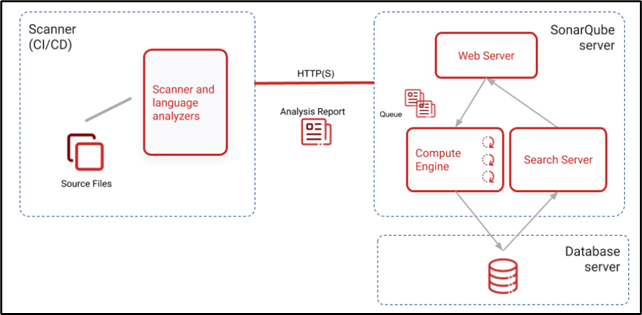 Scanner
(CI/CD)
Scanner and
language
analyzers
Source Files
HTTP(S)
Analysis Report
SonarQube
server
Web Server
Queue
Compute
Engine
Search Server
Database
server